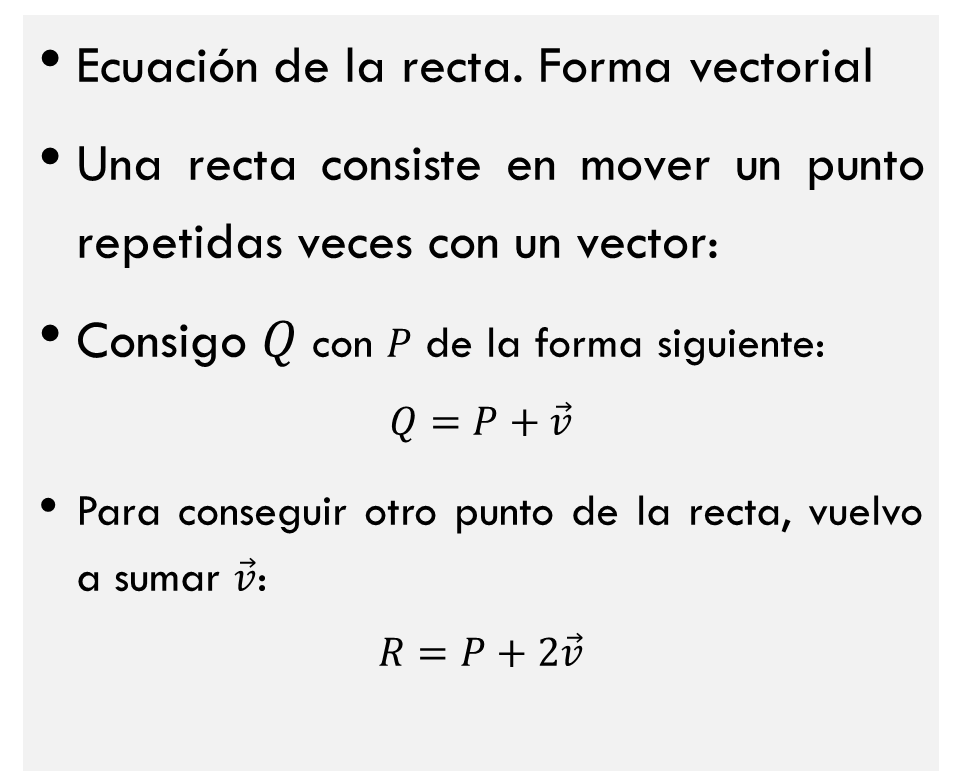 • Ecuación de la recta. Forma vectorial
• Una recta consiste en mover un punto
repetidas veces con un vector:
• Consigo Q con P de la forma siguiente:
Q = P + v⃗
• Para conseguir otro punto de la recta, vuelvo
a sumar v⃗:
R = P + 2v⃗